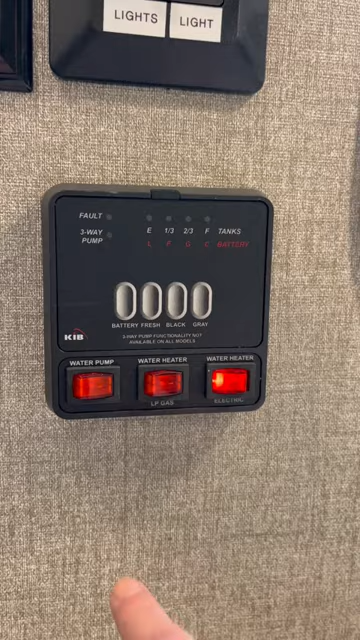 LIGHTS LIGHT
FAULT E 1/3 2/3 F TANKS
3-WAY PUMP L F G C BATTERY
BATTERY FRESH BLACK GRAY
KIB
3-WAY PUMP FUNCTIONALITY NOT
AVAILABLE ON ALL MODELS
WATER PUMP WATER HEATER WATER HEATER
LP GAS ELECTRIC